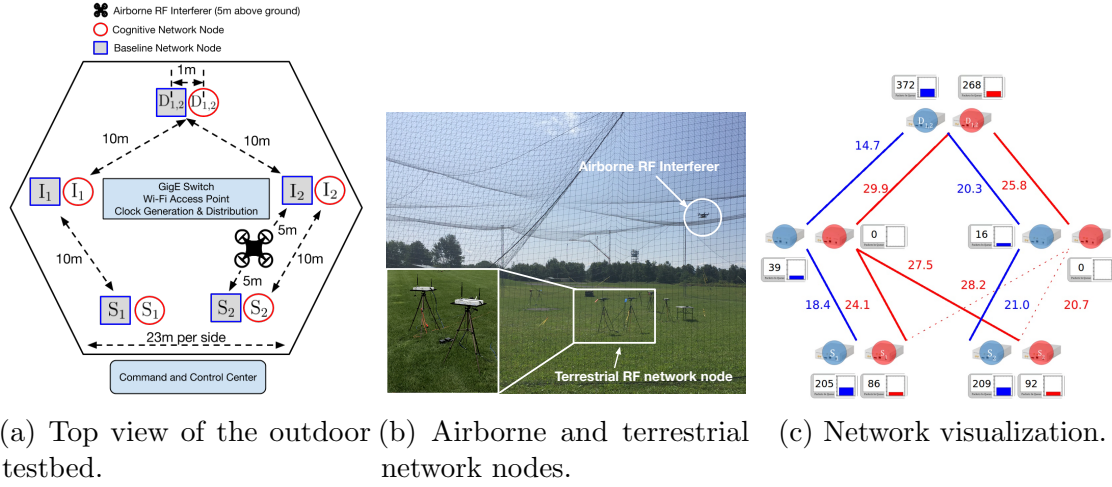 Airborne RF Interferer (5m above ground)
Cognitive Network Node
Baseline Network Node
1m
D1,2 D1,2
10m 10m
I1 I1
GigE Switch
Wi-Fi Access Point
Clock Generation & Distribution
I2 I2
5m
10m 10m
5m
S1 S1 S2 S2
23m per side
Command and Control Center
(a) Top view of the outdoor
testbed.
Airborne RF Interferer
Terrestrial RF network node
(b) Airborne and terrestrial
network nodes.
372 268
D1,2 D1,2
14.7
29.9 20.3 25.8
0 16
39 0
27.5
28.2
18.4 24.1 21.0 20.7
S1 S1 S2 S2
205 86 209 92
(c) Network visualization.